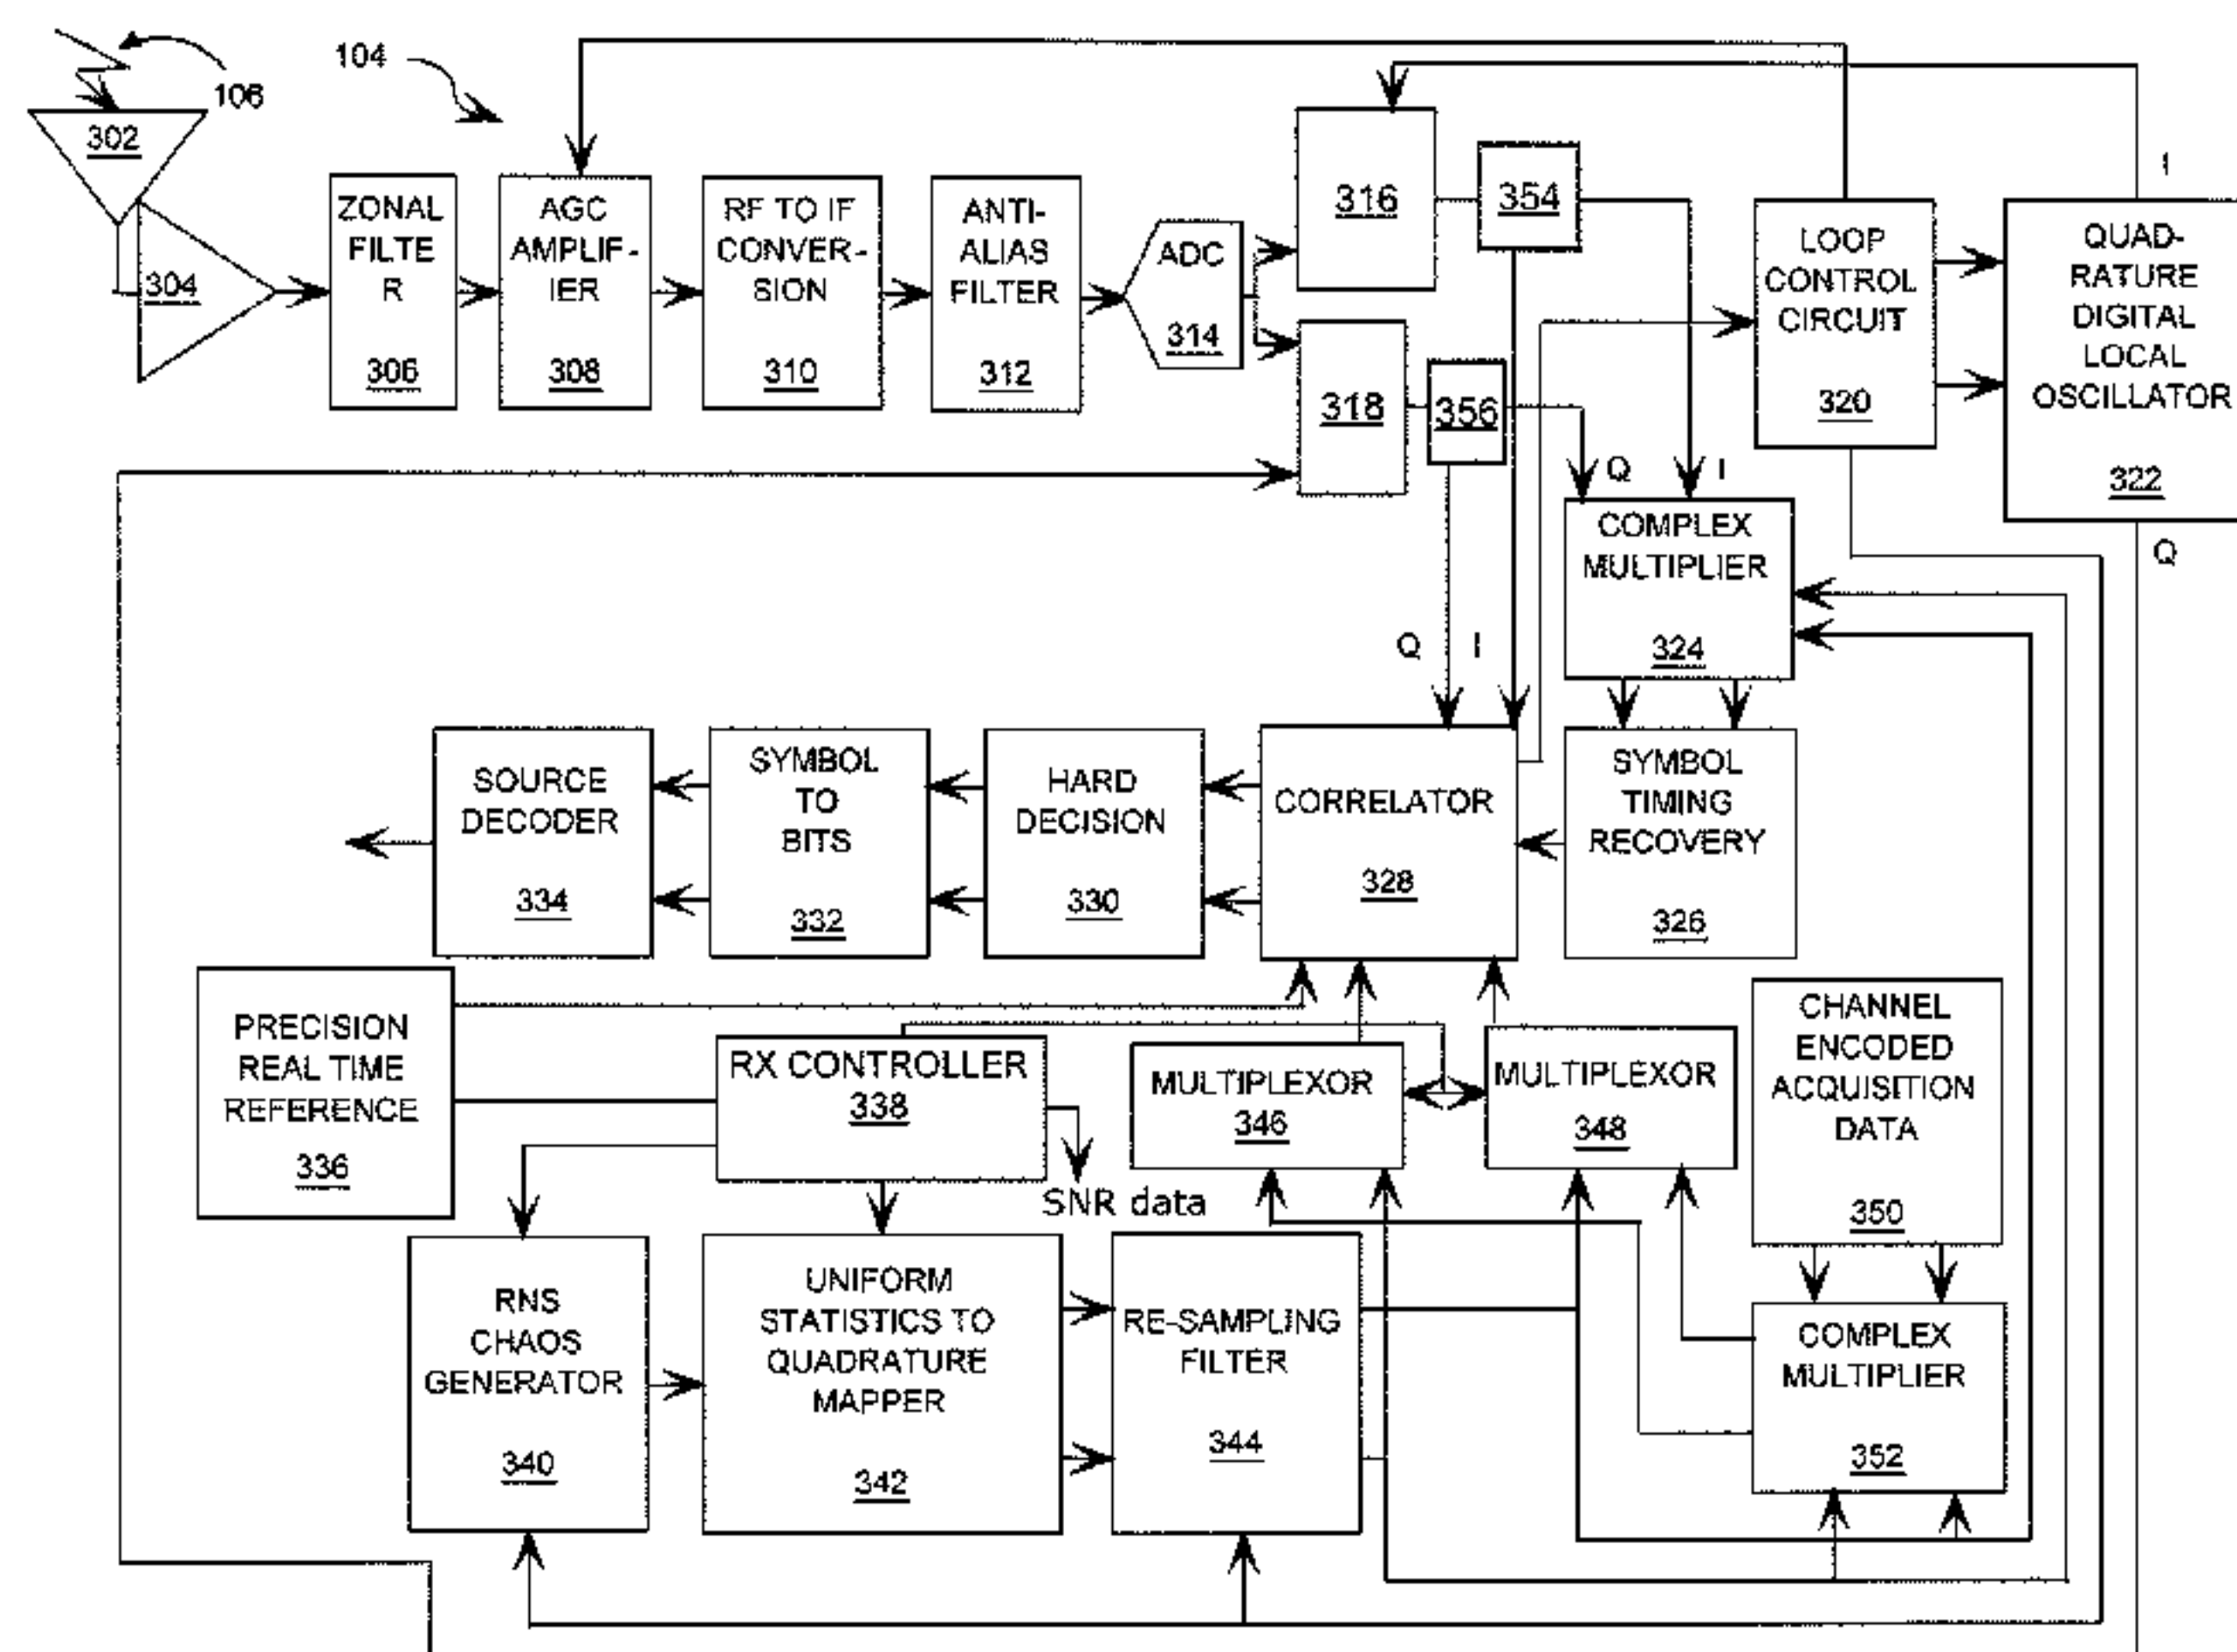 106
104
302
304
ZONAL
FILTE
R
306
AGC
AMPLIF-
IER
308
RF TO IF
CONVER-
SION
310
ANTI-
ALIAS
FILTER
312
ADC
314
316
354
318
356
LOOP
CONTROL
CIRCUIT
320
I
QUAD-
RATURE
DIGITAL
LOCAL
OSCILLATOR
322
Q
Q I
COMPLEX
MULTIPLIER
324
Q I
SOURCE
DECODER
334
SYMBOL
TO
BITS
332
HARD
DECISION
330
CORRELATOR
328
SYMBOL
TIMING
RECOVERY
326
PRECISION
REAL TIME
REFERENCE
336
RX CONTROLLER
338
SNR data
MULTIPLEXOR
346
MULTIPLEXOR
348
CHANNEL
ENCODED
ACQUISITION
DATA
350
RNS
CHAOS
GENERATOR
340
UNIFORM
STATISTICS TO
QUADRATURE
MAPPER
342
RE-SAMPLING
FILTER
344
COMPLEX
MULTIPLIER
352